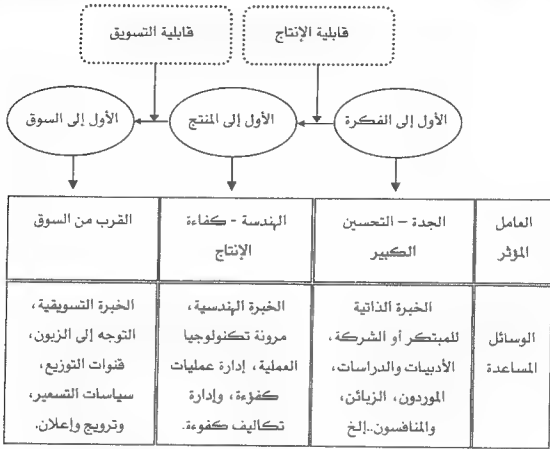 قابلية الإنتاج
قابلية التسويق
الأول إلى الفكرة
الأول إلى المنتج
الأول إلى السوق
العامل
المؤثر
الجدة – التحسين
الكبير
الهندسة - كفاءة
الإنتاج
القرب من السوق
الوسائل
المساعدة
الخبرة الذاتية
للمبتكر أو الشركة،
الأدبيات والدراسات،
الموردون، الزبائن،
والمنافسون..إلخ
الخبرة الهندسية،
مرونة تكنولوجيا
العملية، إدارة عمليات
كفؤءة، وإدارة
تكاليف كفوءة.
الخبرة التسويقية،
التوجه إلى الزبون،
قنوات التوزيع،
سياسات التسعير،
وترويج وإعلان.